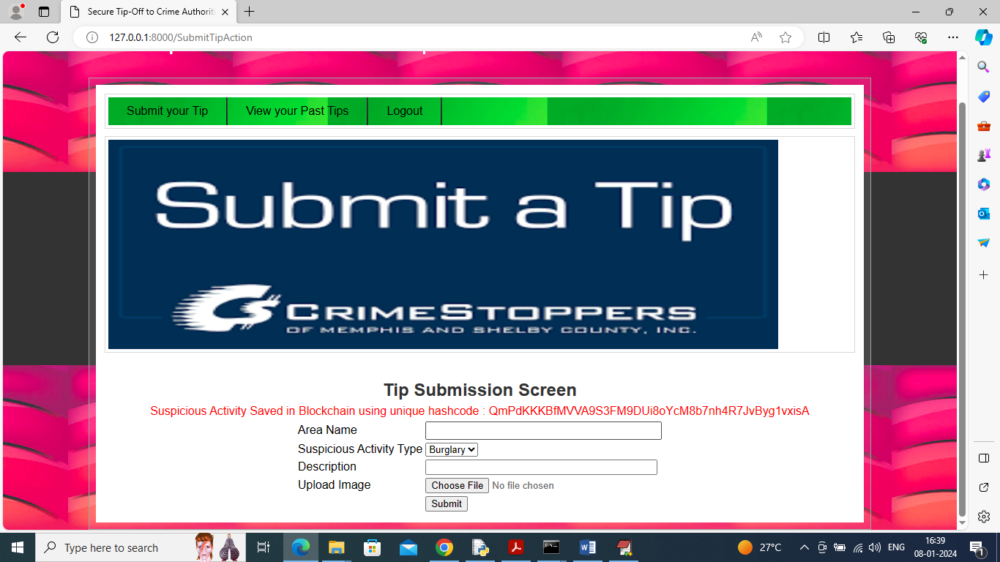 Secure Tip-Off to Crime Authorit
127.0.0.1:8000/SubmitTipAction
Submit your Tip
View your Past Tips
Logout
Submit a Tip
CRIMESTOPPERS
OF MEMPHIS AND SHELBY COUNTY, INC.
Tip Submission Screen
Suspicious Activity Saved in Blockchain using unique hashcode : QmPdKKKBfMVVA9S3FM9DUi8oYcM8b7nh4R7JvByg1vxisA
Area Name
Suspicious Activity Type Burglary
Description
Upload Image Choose File No file chosen
Submit
Type here to search
27°C
ENG
16:39
08-01-2024
1